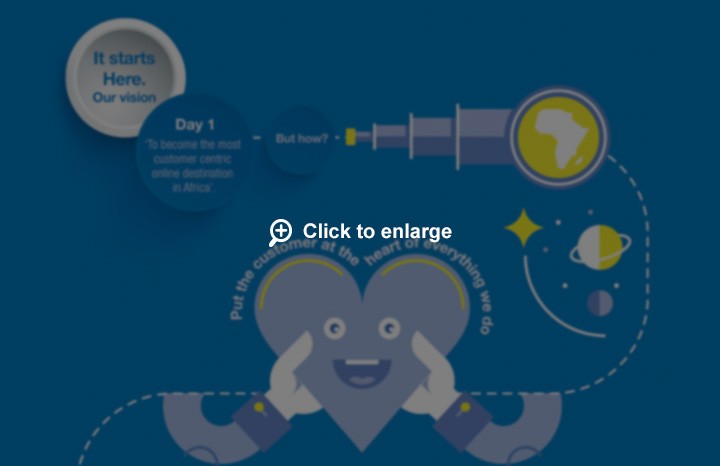 It starts
Here.
Our vision
Day 1
'To become the most
customer centric
online destination
in Africa'.
But how?
Click to enlarge
Put the customer at the heart of everything we do